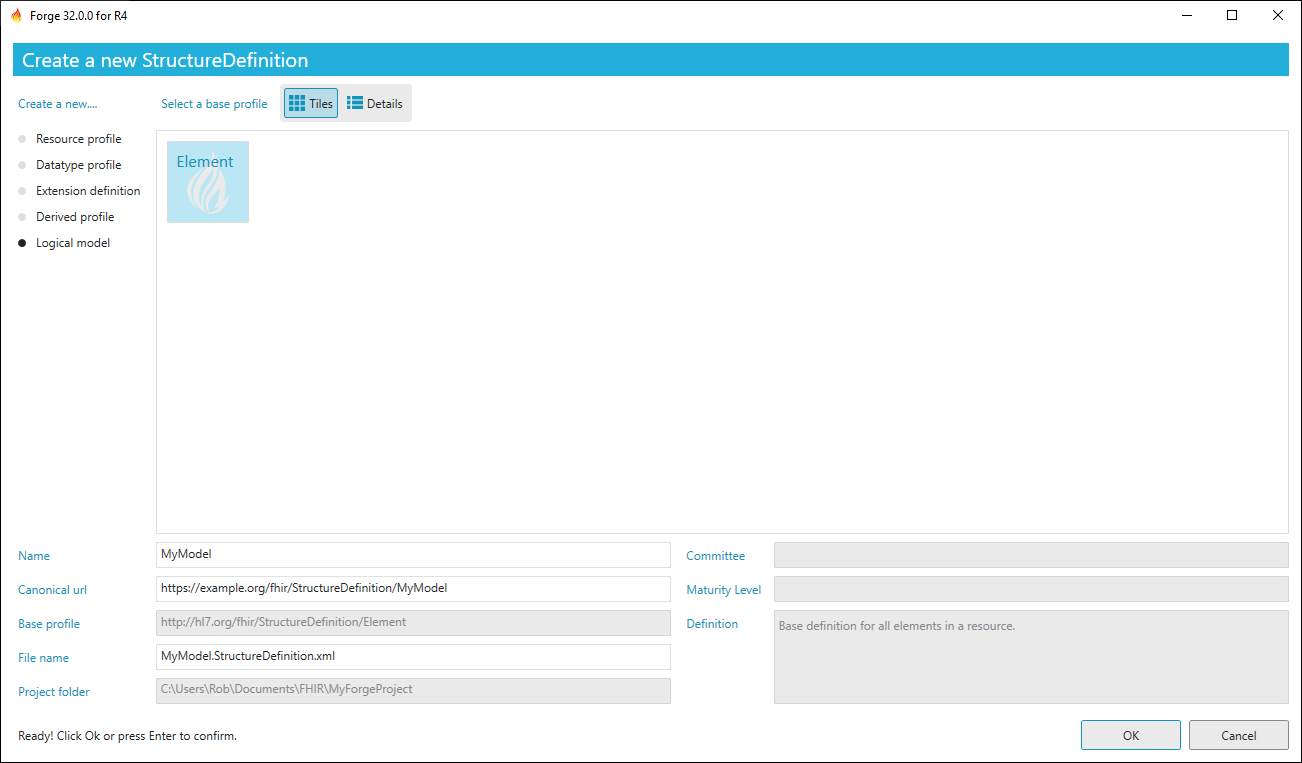 Forge 32.0.0 for R4
Create a new StructureDefinition
Create a new....
Select a base profile
Tiles
Details
Resource profile
Datatype profile
Extension definition
Derived profile
Logical model
Element
Name
MyModel
Canonical url
https://example.org/fhir/StructureDefinition/MyModel
Base profile
http://hl7.org/fhir/StructureDefinition/Element
File name
MyModel.StructureDefinition.xml
Project folder
C:\Users\Rob\Documents\FHIR\MyForgeProject
Committee
Maturity Level
Definition
Base definition for all elements in a resource.
Ready! Click Ok or press Enter to confirm.
OK
Cancel